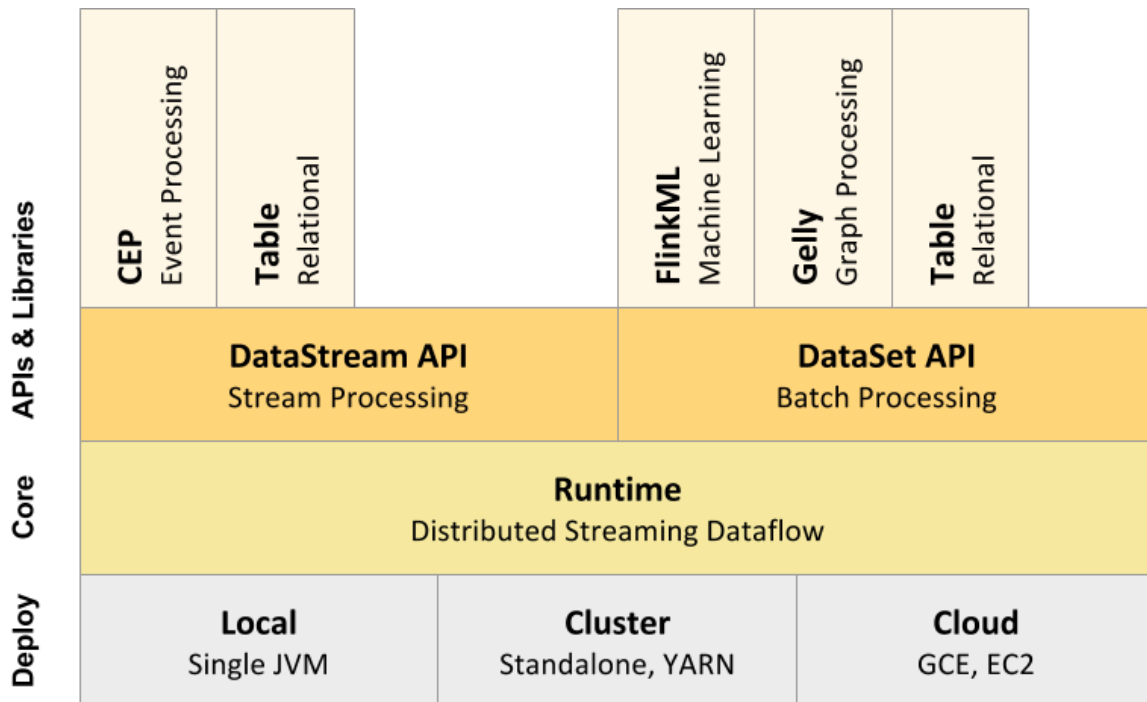 CEP
Event Processing
Table
Relational
FlinkML
Machine Learning
Gelly
Graph Processing
Table
Relational
APIs & Libraries
DataStream API
Stream Processing
DataSet API
Batch Processing
Core
Runtime
Distributed Streaming Dataflow
Deploy
Local
Single JVM
Cluster
Standalone, YARN
Cloud
GCE, EC2